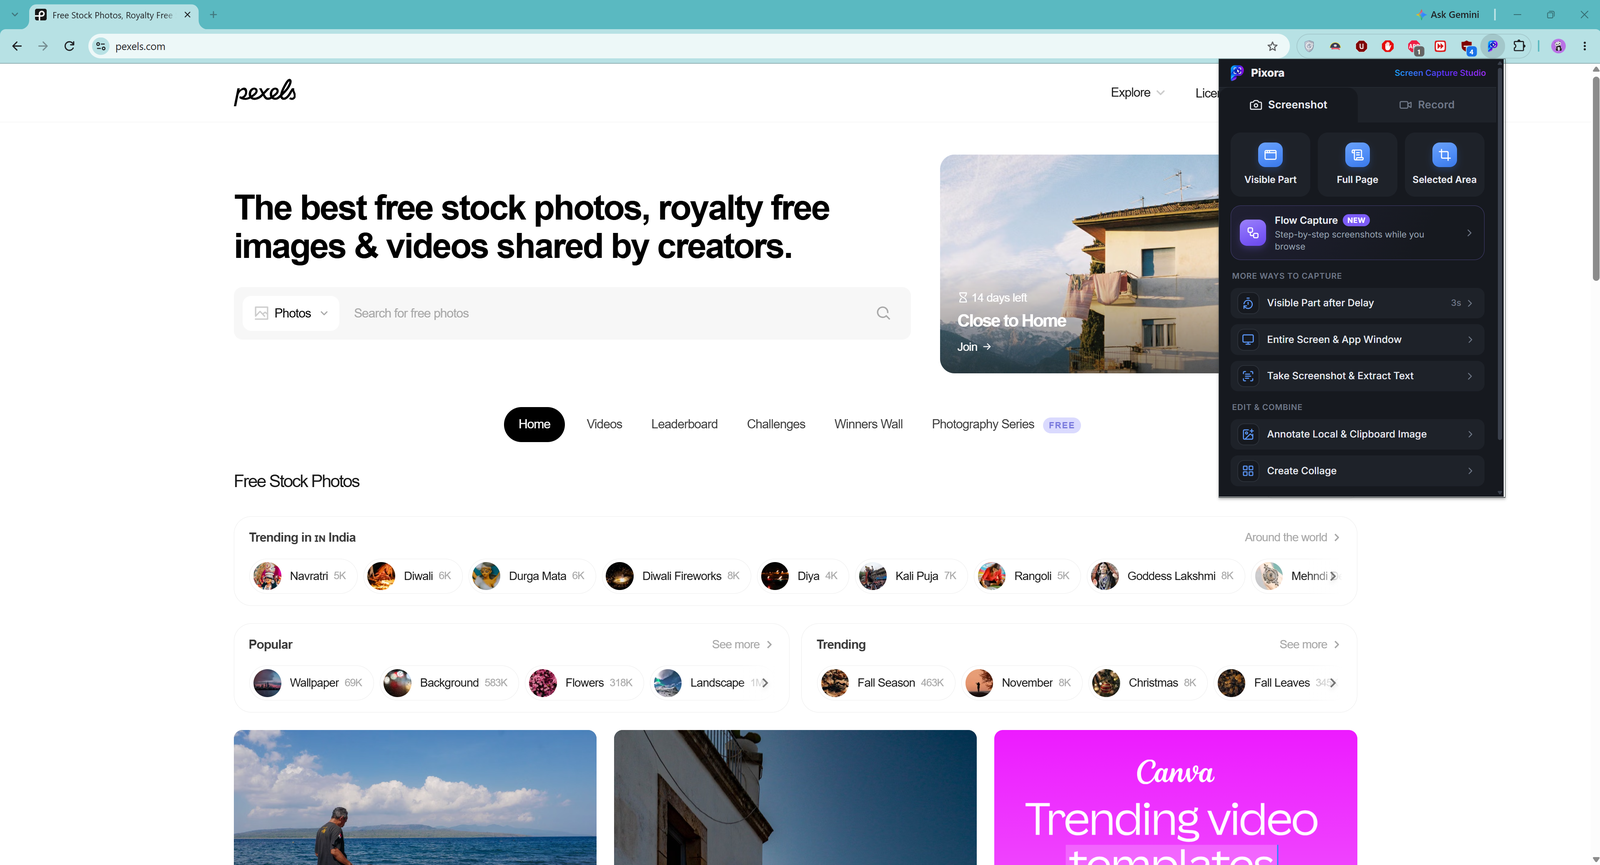 Free Stock Photos, Royalty Free
Ask Gemini
pexels.com
1
4
pexels
Explore
Pixora
Screen Capture Studio
Screenshot
Record
Visible Part
Full Page
Selected Area
Flow Capture NEW
Step-by-step screenshots while you
browse
MORE WAYS TO CAPTURE
Visible Part after Delay 3s
Entire Screen & App Window
Take Screenshot & Extract Text
EDIT & COMBINE
Annotate Local & Clipboard Image
Create Collage
The best free stock photos, royalty free
images & videos shared by creators.
Photos
Search for free photos
14 days left
Close to Home
Join →
Home Videos Leaderboard Challenges Winners Wall Photography Series FREE
Free Stock Photos
Trending in IN India Around the world
Navratri 5K Diwali 6K Durga Mata 6K Diwali Fireworks 8K Diya 4K Kali Puja 7K Rangoli 5K Goddess Lakshmi 8K Mehndi
Popular See more
Wallpaper 69K Background 583K Flowers 318K Landscape
Trending See more
Fall Season 463K November 8K Christmas 8K Fall Leaves
Canva
Trending video
templates